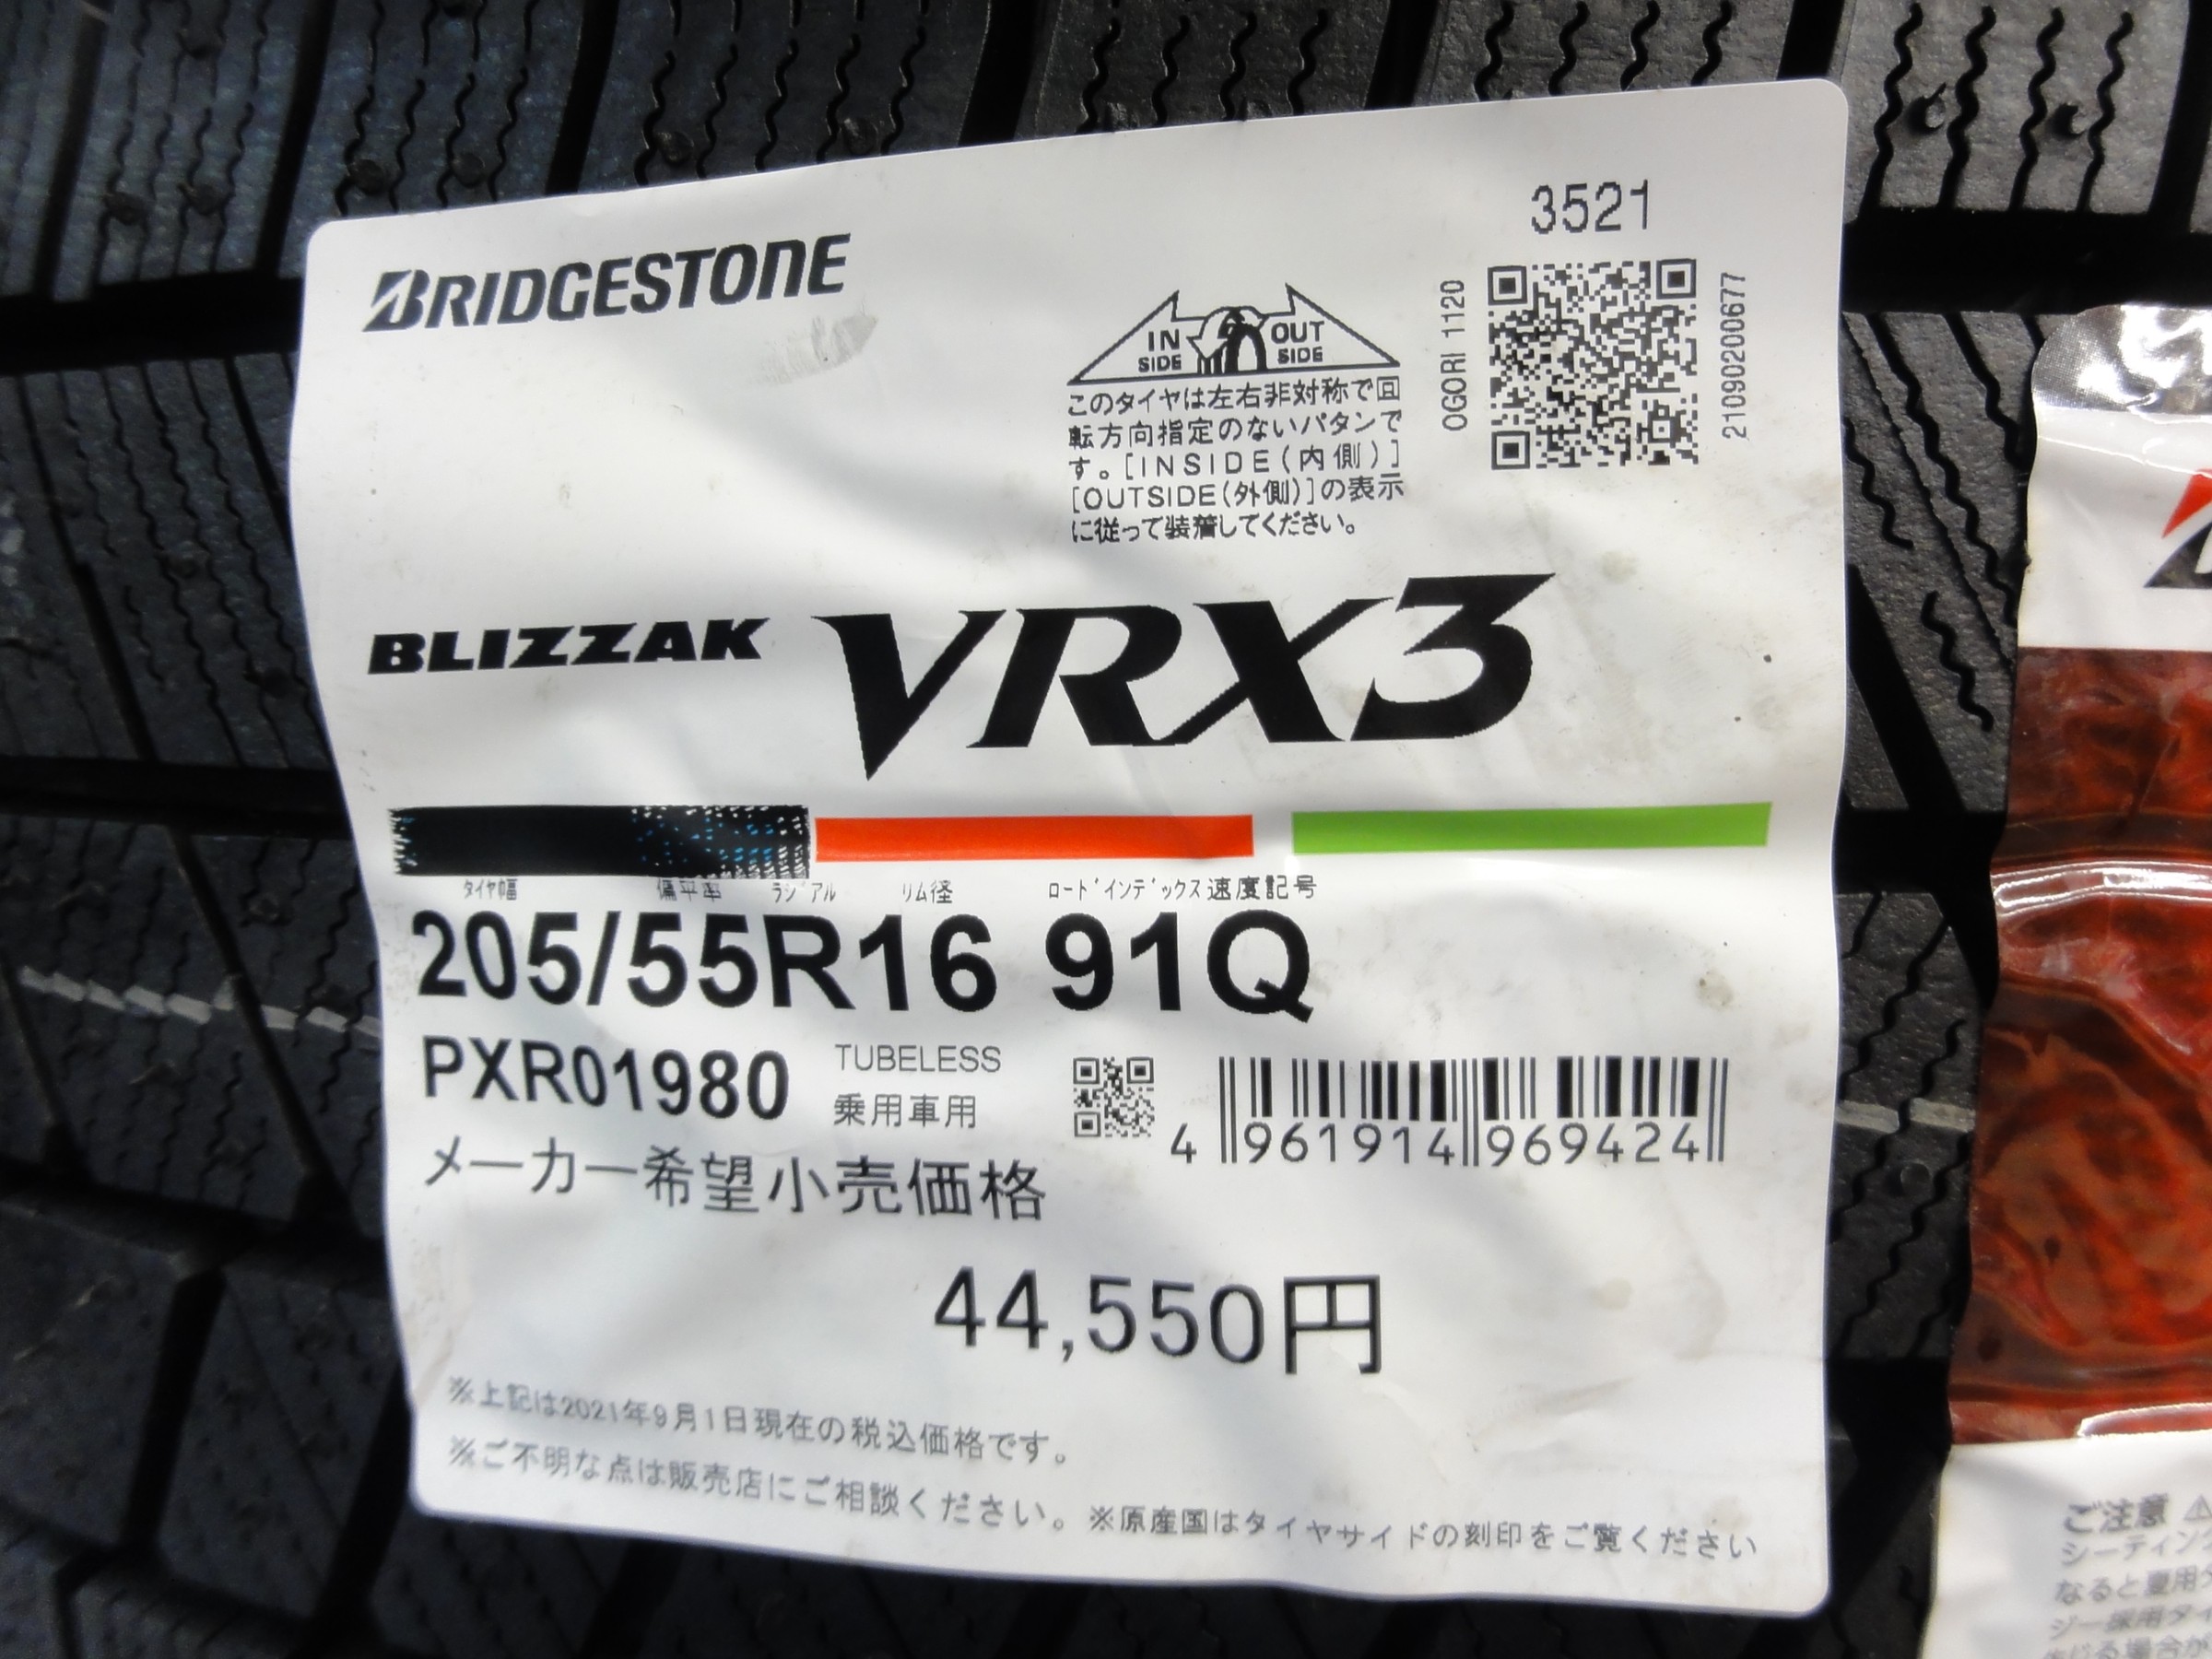 3521
BRIDGESTONE
OGORI 1120
21090200677
IN SIDE
OUT SIDE
このタイヤは左右非対称で回
転方向指定のないパタンで
す。[INSIDE(内側)]
[OUTSIDE(外側)]の表示
に従って装着してください。
BLIZZAK VRX3
タイヤ幅 偏平率 ラジアル リム径 ロードインデックス 速度記号
205/55R16 91Q
PXR01980 TUBELESS
乗用車用
4 961914 969424
メーカー希望小売価格
44,550円
※上記は2021年9月1日現在の税込価格です。
※ご不明な点は販売店にご相談ください。※原産国はタイヤサイドの刻印をご覧ください
ご注意
シーティング